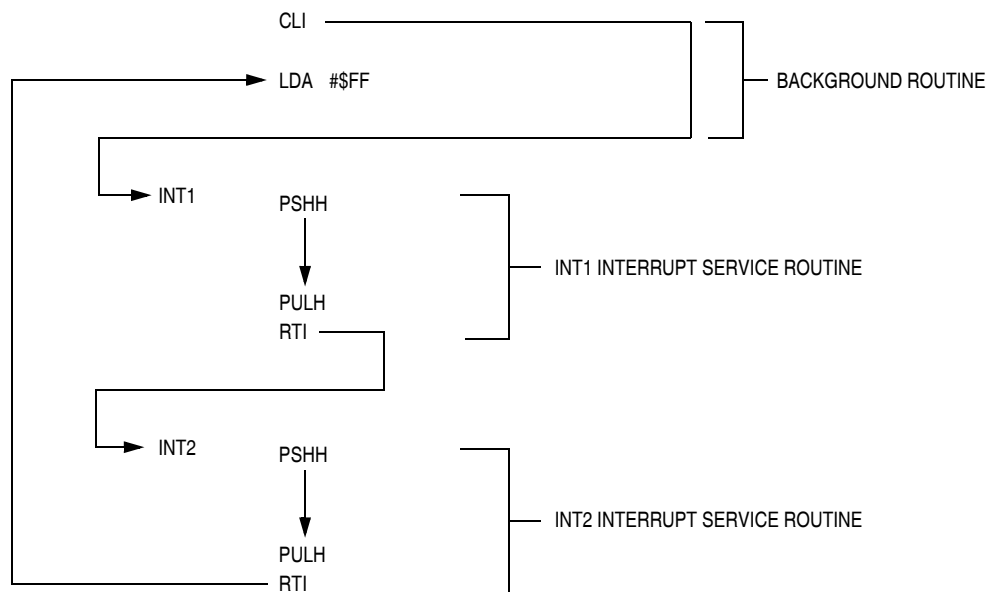 CLI
LDA #$FF
BACKGROUND ROUTINE
INT1
PSHH
INT1 INTERRUPT SERVICE ROUTINE
PULH
RTI
INT2
PSHH
INT2 INTERRUPT SERVICE ROUTINE
PULH
RTI